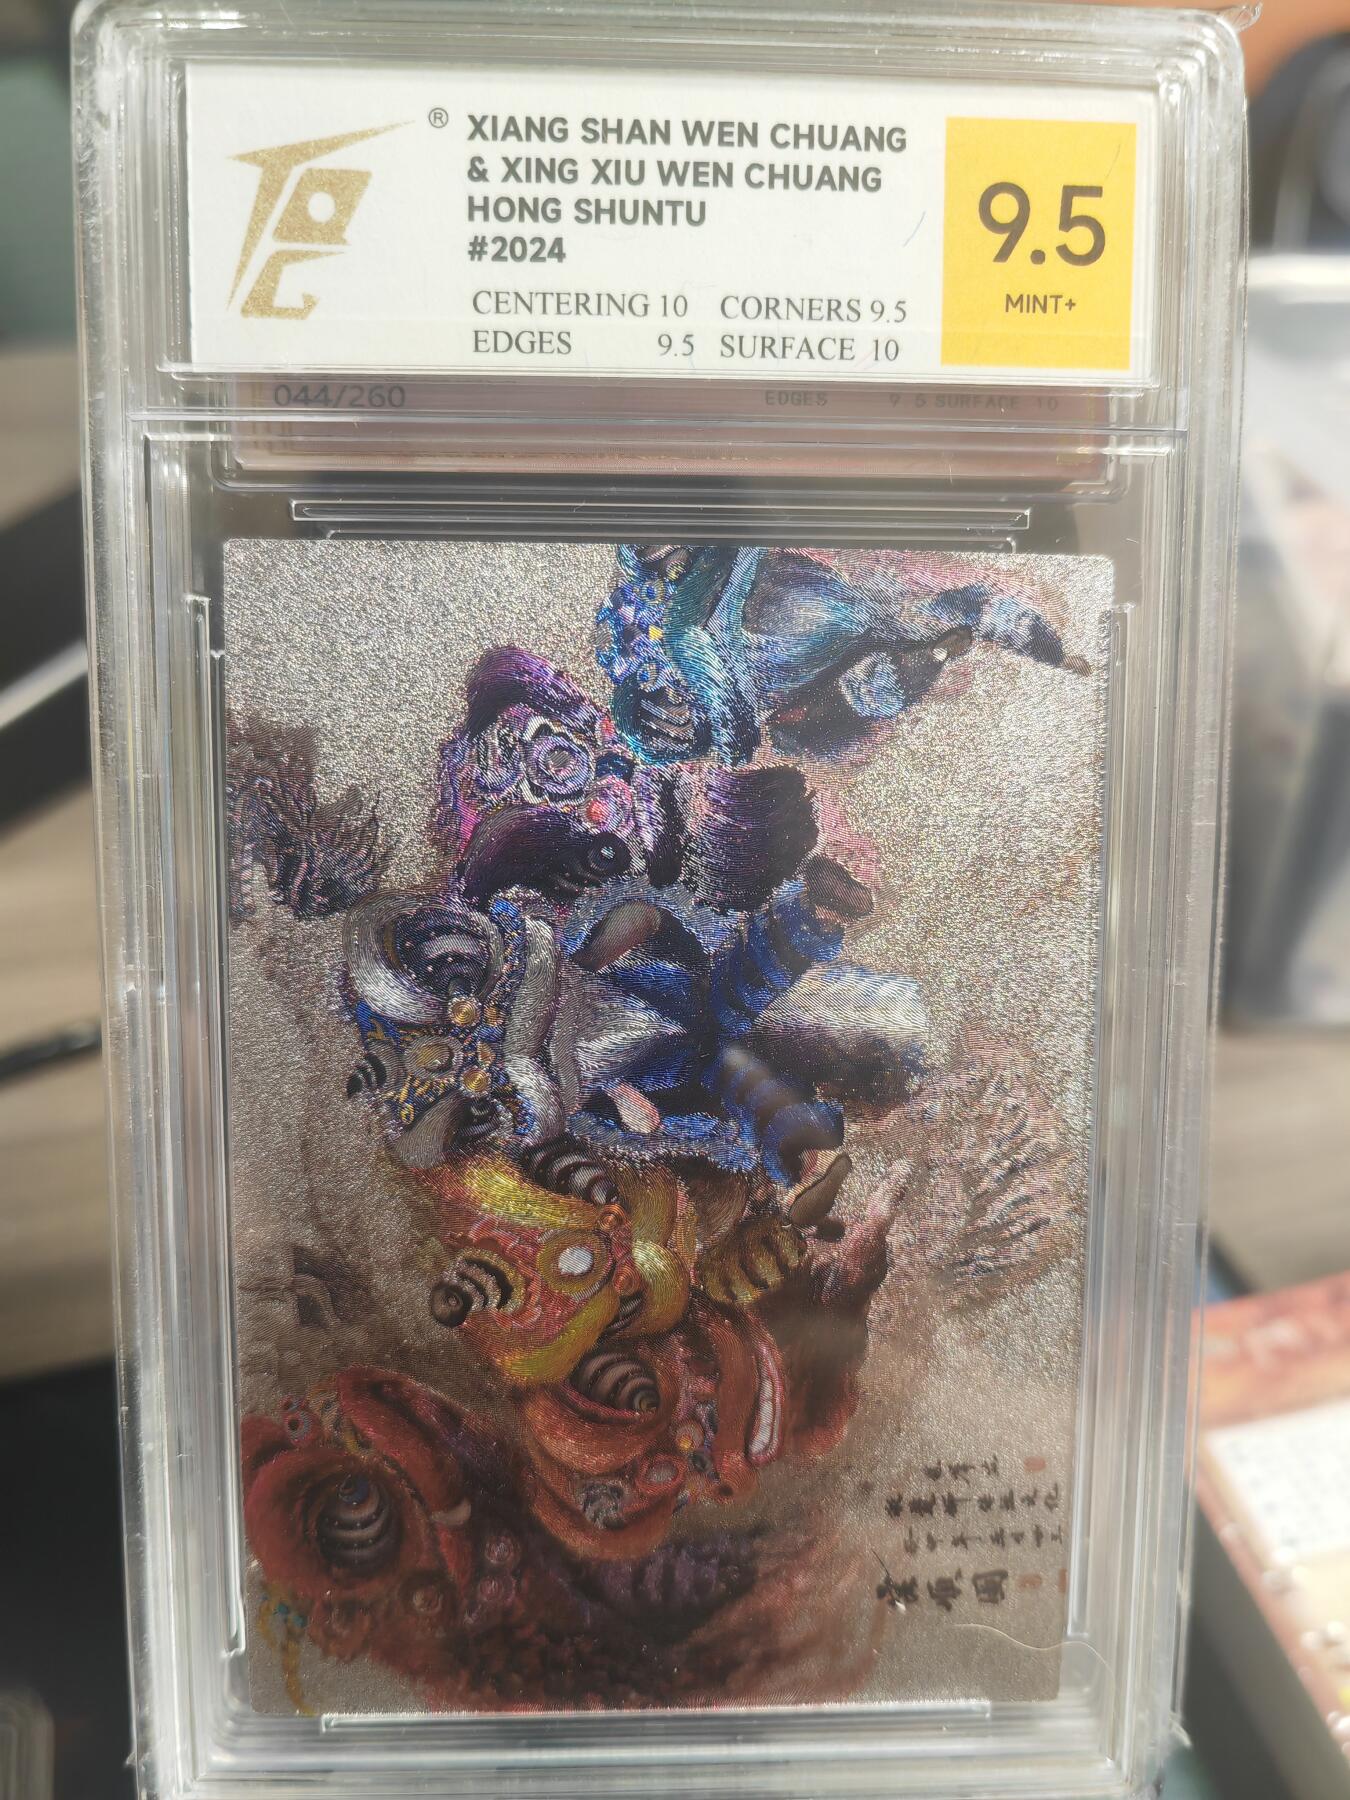 ®
XIANG SHAN WEN CHUANG
& XING XIU WEN CHUANG
HONG SHUNTU
#2024
CENTERING 10 CORNERS 9.5
EDGES 9.5 SURFACE 10
9.5
MINT+
044/260
EDGES 9 5 SURFACE 10